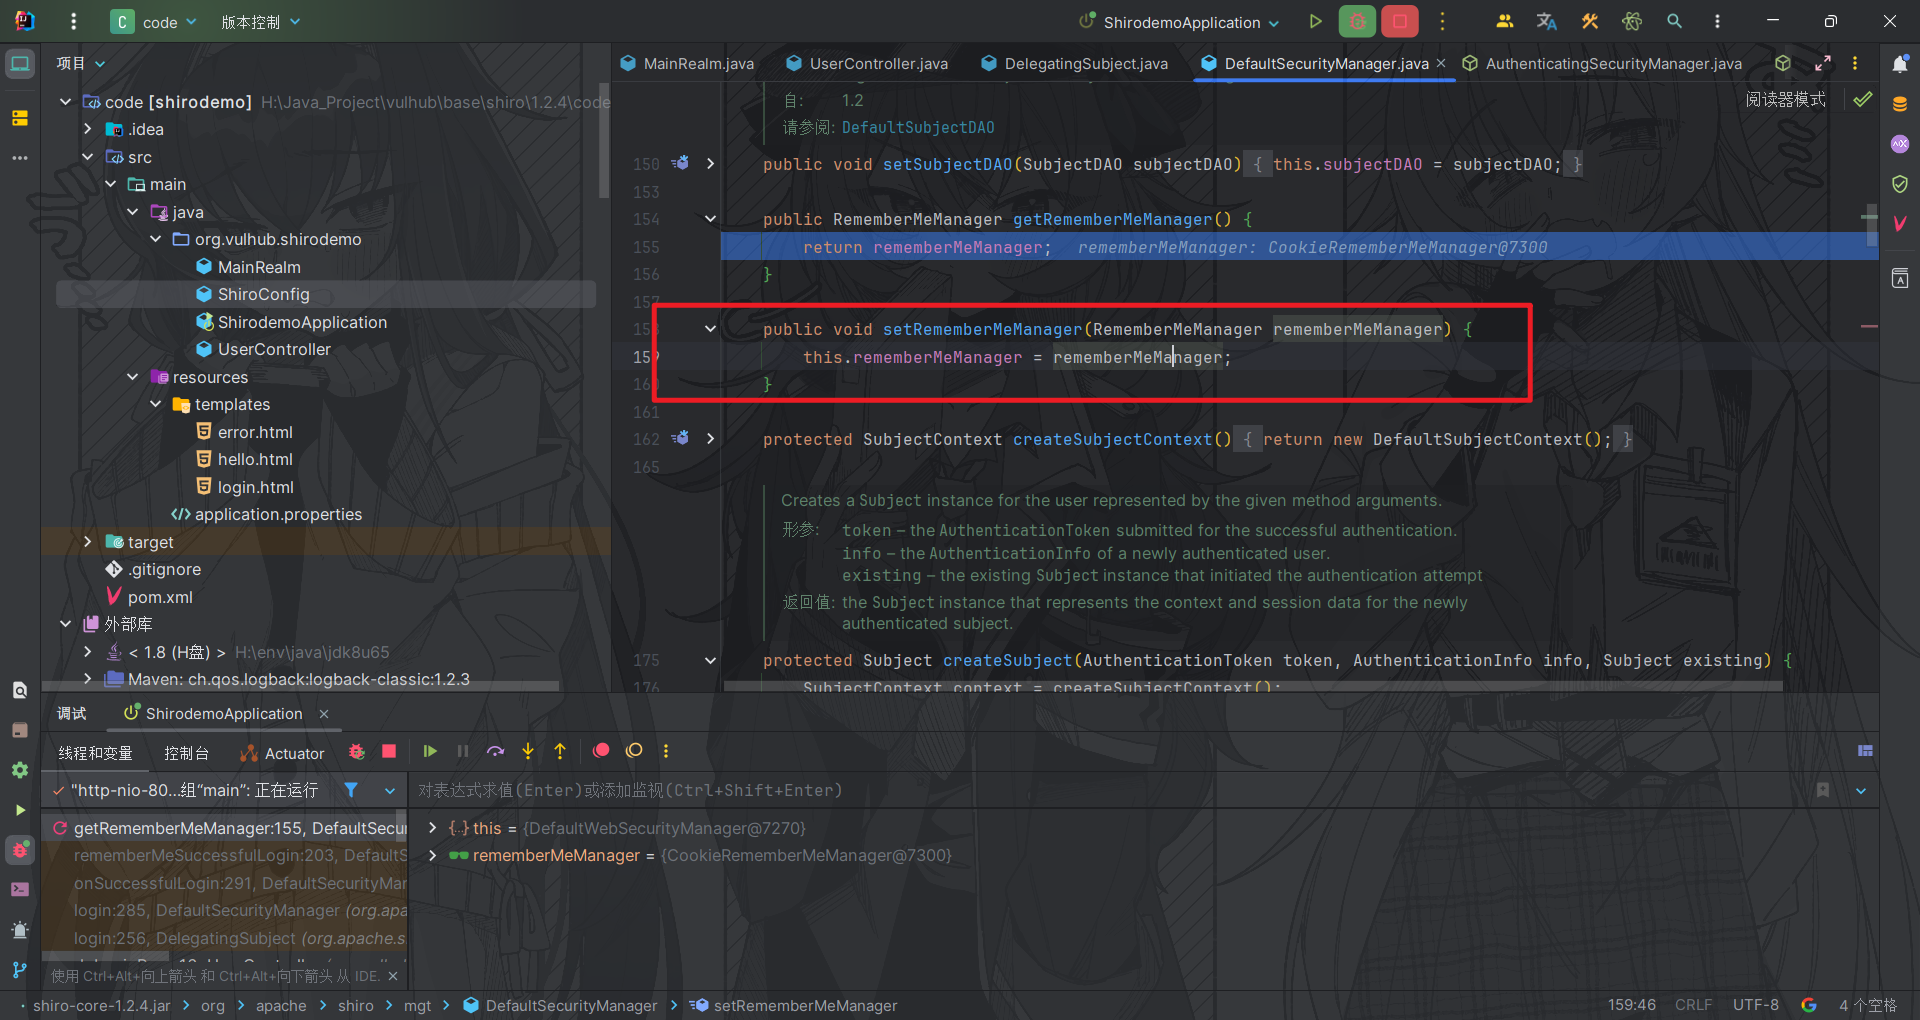 C code 版本控制 ShirodemoApplication
项目
MainRealm.java UserController.java DelegatingSubject.java DefaultSecurityManager.java AuthenticatingSecurityManager.java
code [shirodemo] H:\Java_Project\vulhub\base\shiro\1.2.4\code
.idea
src
main
java
org.vulhub.shirodemo
MainRealm
ShiroConfig
ShirodemoApplication
UserController
resources
templates
error.html
hello.html
login.html
application.properties
target
.gitignore
pom.xml
外部库
< 1.8 (H盘) > H:\env\java\jdk8u65
Maven: ch.qos.logback:logback-classic:1.2.3
阅读器模式
自: 1.2
请参阅: DefaultSubjectDAO
150 public void setSubjectDAO(SubjectDAO subjectDAO) { this.subjectDAO = subjectDAO; }
153
154 public RememberMeManager getRememberMeManager() {
155 return rememberMeManager; rememberMeManager: CookieRememberMeManager@7300
156 }
157
158 public void setRememberMeManager(RememberMeManager rememberMeManager) {
159 this.rememberMeManager = rememberMeManager;
160 }
161
162 protected SubjectContext createSubjectContext() { return new DefaultSubjectContext(); }
165
Creates a Subject instance for the user represented by the given method arguments.
形参: token – the AuthenticationToken submitted for the successful authentication.
info – the AuthenticationInfo of a newly authenticated user.
existing – the existing Subject instance that initiated the authentication attempt
返回值: the Subject instance that represents the context and session data for the newly
authenticated subject.
175 protected Subject createSubject(AuthenticationToken token, AuthenticationInfo info, Subject existing) {
176 SubjectContext context = createSubjectContext();
调试 ShirodemoApplication
线程和变量 控制台 Actuator
"http-nio-80...组“main”: 正在运行
对表达式求值(Enter)或添加监视(Ctrl+Shift+Enter)
getRememberMeManager:155, DefaultSecur
rememberMeSuccessfulLogin:203, DefaultS
onSuccessfulLogin:291, DefaultSecurityMar
login:285, DefaultSecurityManager (org.apa
login:256, DelegatingSubject (org.apache.s
this = {DefaultWebSecurityManager@7270}
rememberMeManager = {CookieRememberMeManager@7300}
使用 Ctrl+Alt+向上箭头 和 Ctrl+Alt+向下箭头 从 IDE.
shiro-core-1.2.4.jar org apache shiro mgt DefaultSecurityManager setRememberMeManager
159:46 CRLF UTF-8 4 个空格